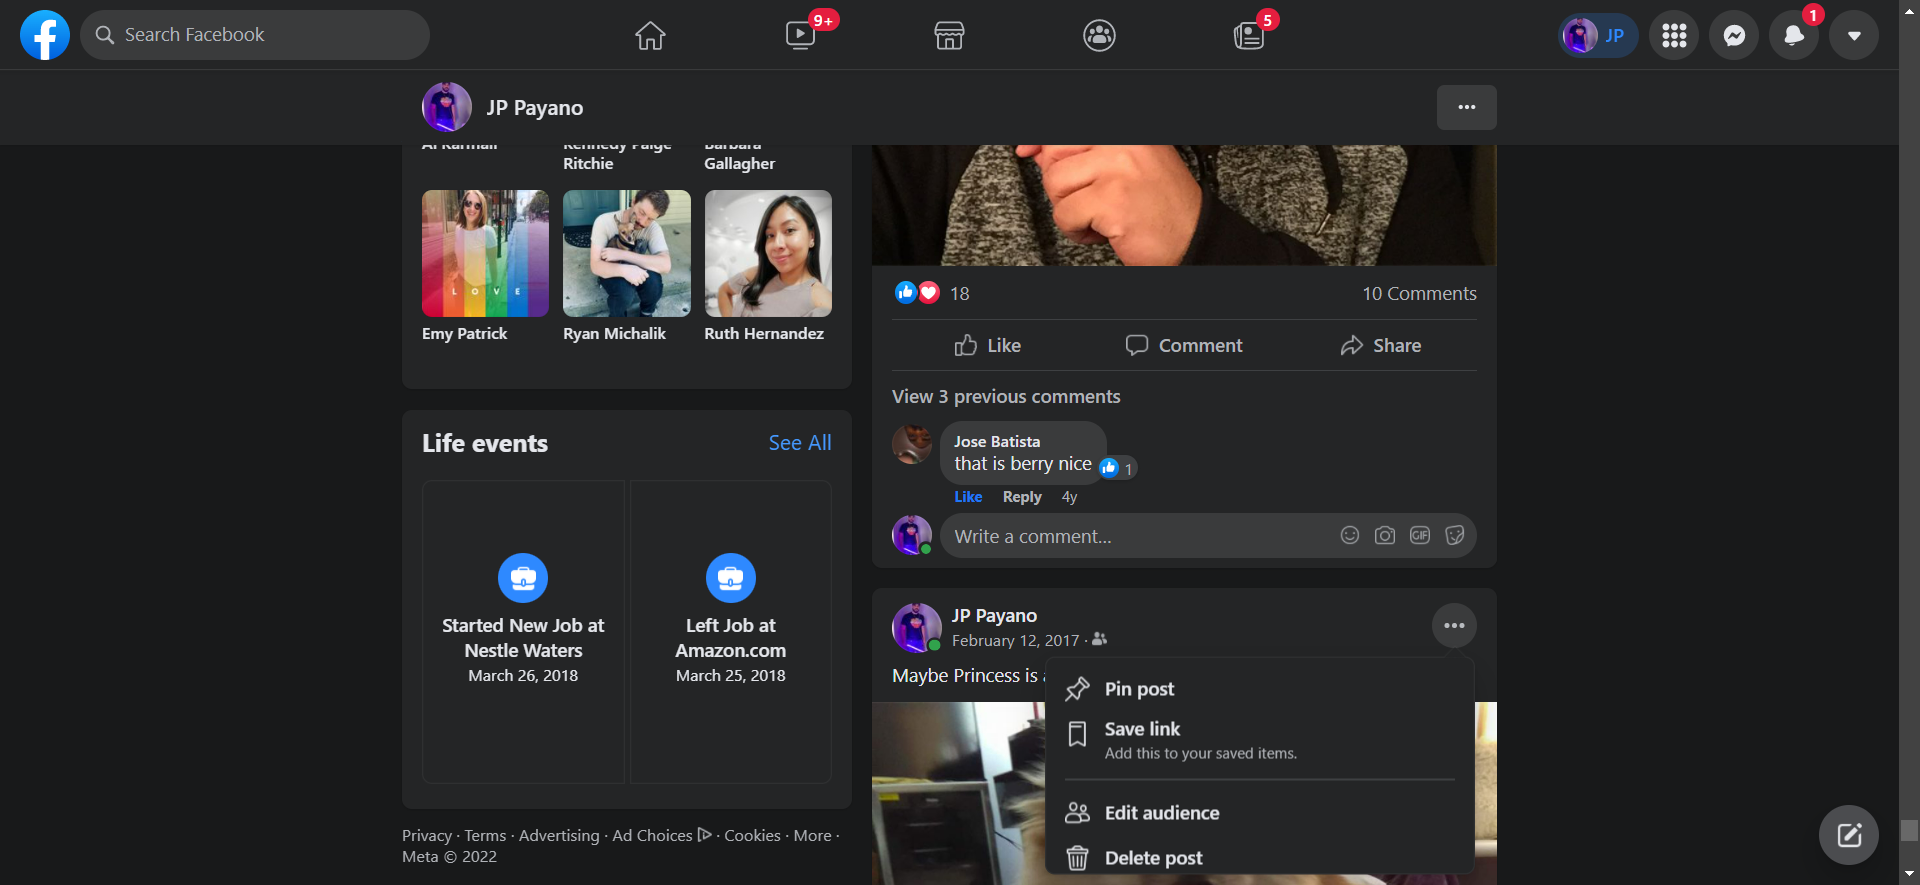 Search Facebook
9+
5
JP
1
JP Payano
Al Karmall
Kennedy Paige
Ritchie
Barbara
Gallagher
L O V E
Emy Patrick
Ryan Michalik
Ruth Hernandez
Life events
See All
Started New Job at
Nestle Waters
March 26, 2018
Left Job at
Amazon.com
March 25, 2018
Privacy · Terms · Advertising · Ad Choices · Cookies · More ·
Meta © 2022
18
10 Comments
Like
Comment
Share
View 3 previous comments
Jose Batista
that is berry nice
1
Like Reply 4y
Write a comment...
GIF
JP Payano
February 12, 2017 ·
Maybe Princess is
Pin post
Save link
Add this to your saved items.
Edit audience
Delete post